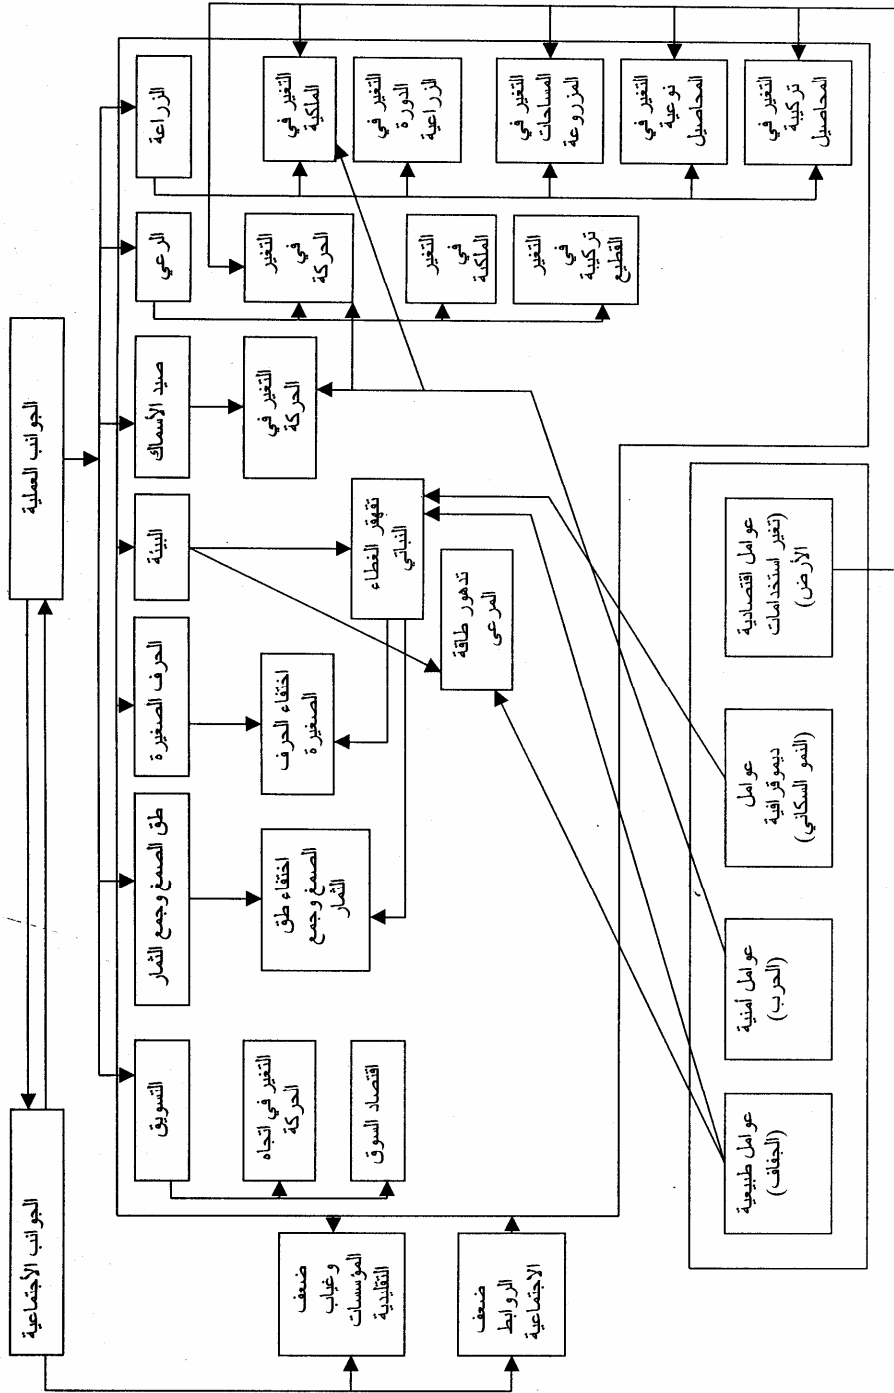 الجوانب العملية
الجوانب الأجتماعية
الزراعة
الرعي
صيد الأسماك
البيئة
الحرف الصغيرة
طق الصمغ وجمع الثمار
التسويق
التغير في
الملكية
التغير في
الدورة
الزراعية
التغير في
المساحات
المزروعة
التغير في
نوعية
المحاصيل
التغير في
تركيبة
المحاصيل
التغير
في
الحركة
التغير
في
الملكية
التغير
في
تركيبة
القطيع
التغير في
الحركة
تقهقر الغطاء
النباتي
تدهور طاقة
المرعى
اختفاء الحرف
الصغيرة
اختفاء طق
الصمغ وجمع
الثمار
التغير في اتجاه
الحركة
اقتصاد السوق
ضعف
وغياب
المؤسسات
التقليدية
ضعف
الروابط
الاجتماعية
عوامل اقتصادية
(تغير استخدامات
الأرض)
عوامل
ديموقرافية
(النمو السكاني)
عوامل أمنية
(الحرب)
عوامل طبيعية
(الجفاف)